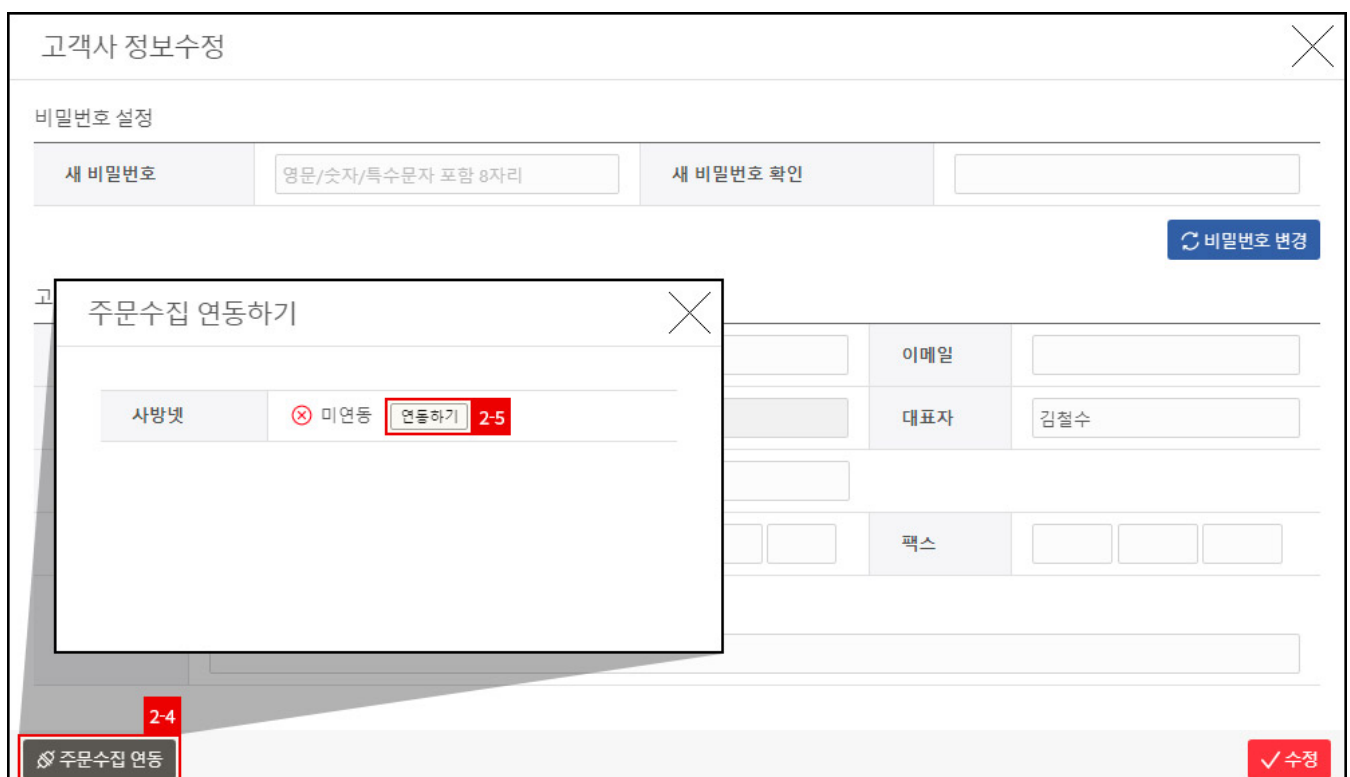 고객사 정보수정
비밀번호 설정
새 비밀번호 영문/숫자/특수문자 포함 8자리 새 비밀번호 확인
비밀번호 변경
고
주문수집 연동하기
이메일
사방넷 미연동 연동하기 2-5
대표자 김철수
팩스
2-4
주문수집 연동
수정